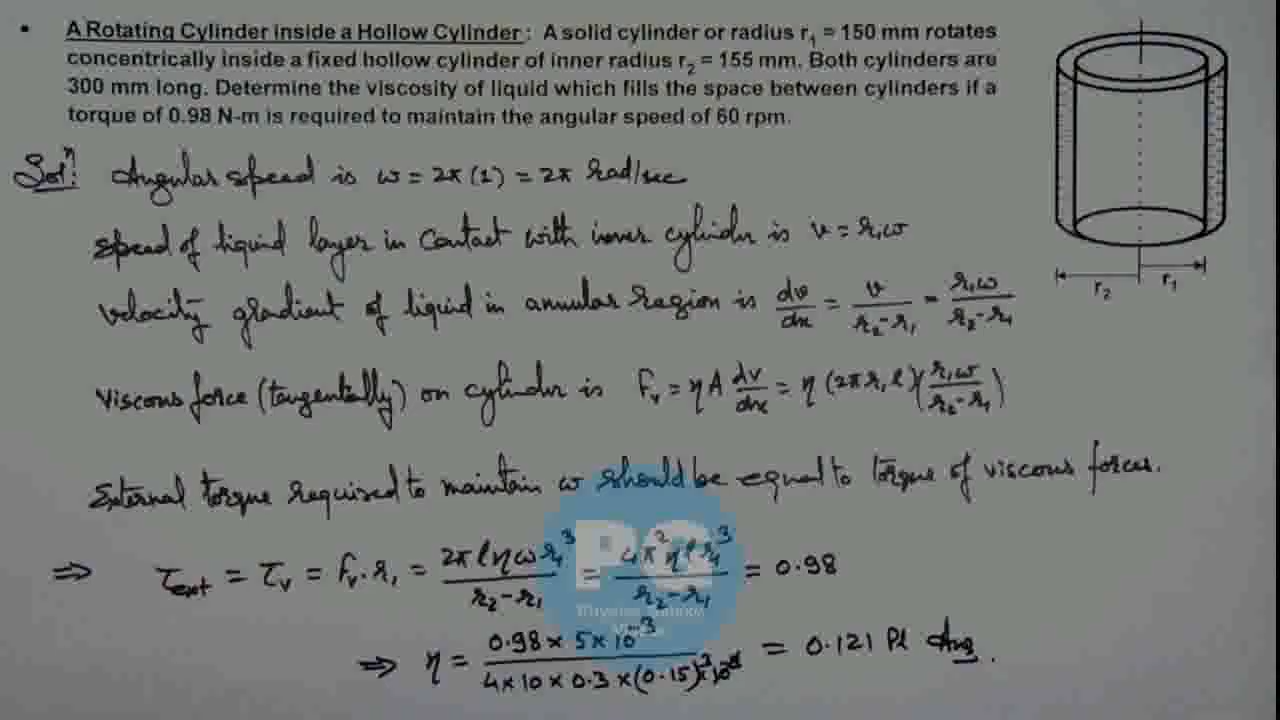 • A Rotating Cylinder inside a Hollow Cylinder : A solid cylinder or radius r₁ = 150 mm rotates
concentrically inside a fixed hollow cylinder of inner radius r₂ = 155 mm. Both cylinders are
300 mm long. Determine the viscosity of liquid which fills the space between cylinders if a
torque of 0.98 N-m is required to maintain the angular speed of 60 rpm.
r₂ r₁
Solⁿ: Angular speed is ω = 2π(1) = 2π rad/sec
Speed of liquid layer in contact with inner cylinder is v = r₁ω
velocity gradient of liquid in annular region is dv/dx = v/(r₂-r₁) = r₁ω/(r₂-r₁)
Viscous force (tangentially) on cylinder is Fᵥ = η A dv/dx = η (2πr₁l)(r₁ω/(r₂-r₁))
External torque required to maintain ω should be equal to torque of viscous forces.
⇒ τext = τᵥ = Fᵥ.r₁ = 2πlηωr₁³/(r₂-r₁) = 4π²ηlr₁³/(r₂-r₁) = 0.98
PG
⇒ η = 0.98 × 5 × 10⁻³ / 4 × 10 × 0.3 × (0.15)³ = 0.121 Pl Ans.